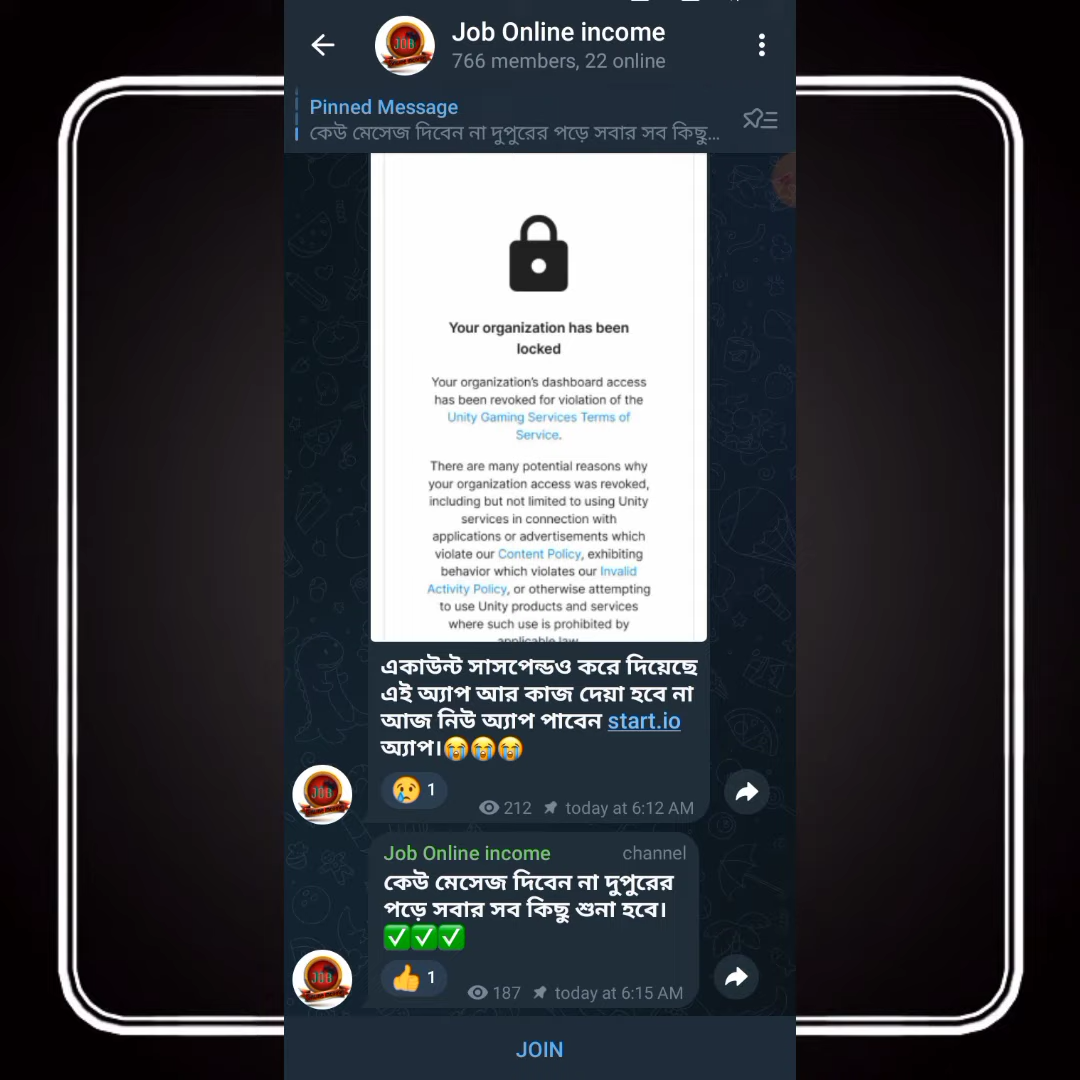 Job Online income
766 members, 22 online
Pinned Message
কেউ মেসেজ দিবেন না দুপুরের পড়ে সবার সব কিছু...
Your organization has been
locked
Your organization's dashboard access
has been revoked for violation of the
Unity Gaming Services Terms of
Service.
There are many potential reasons why
your organization access was revoked,
including but not limited to using Unity
services in connection with
applications or advertisements which
violate our Content Policy, exhibiting
behavior which violates our Invalid
Activity Policy, or otherwise attempting
to use Unity products and services
where such use is prohibited by
applicable law
একাউন্ট সাসপেন্ডও করে দিয়েছে
এই অ্যাপ আর কাজ দেয়া হবে না
আজ নিউ অ্যাপ পাবেন start.io
অ্যাপ।😭😭😭
😢 1
212 today at 6:12 AM
Job Online income channel
কেউ মেসেজ দিবেন না দুপুরের
পড়ে সবার সব কিছু শুনা হবে।
✅✅✅
👍 1
187 today at 6:15 AM
JOIN